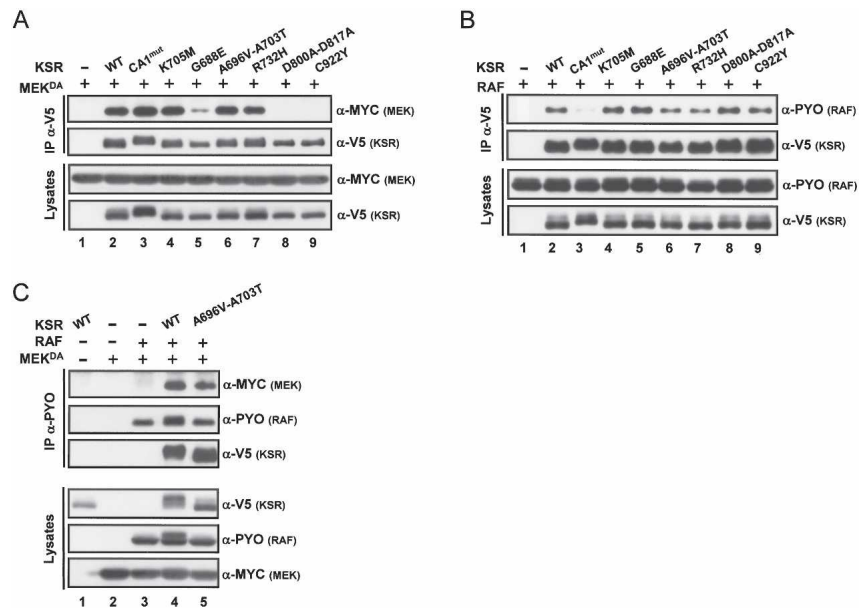 A
KSR – WT CA1mut K705M G688E A696V-A703T R732H D800A-D817A C922Y
MEKDA + + + + + + + + +
IP α-V5
α-MYC (MEK)
α-V5 (KSR)
Lysates
α-MYC (MEK)
α-V5 (KSR)
1 2 3 4 5 6 7 8 9
B
KSR – WT CA1mut K705M G688E A696V-A703T R732H D800A-D817A C922Y
RAF + + + + + + + + +
IP α-V5
α-PYO (RAF)
α-V5 (KSR)
Lysates
α-PYO (RAF)
α-V5 (KSR)
1 2 3 4 5 6 7 8 9
C
KSR WT – – WT A696V-A703T
RAF – – + + +
MEKDA – + + + +
IP α-PYO
α-MYC (MEK)
α-PYO (RAF)
α-V5 (KSR)
Lysates
α-V5 (KSR)
α-PYO (RAF)
α-MYC (MEK)
1 2 3 4 5